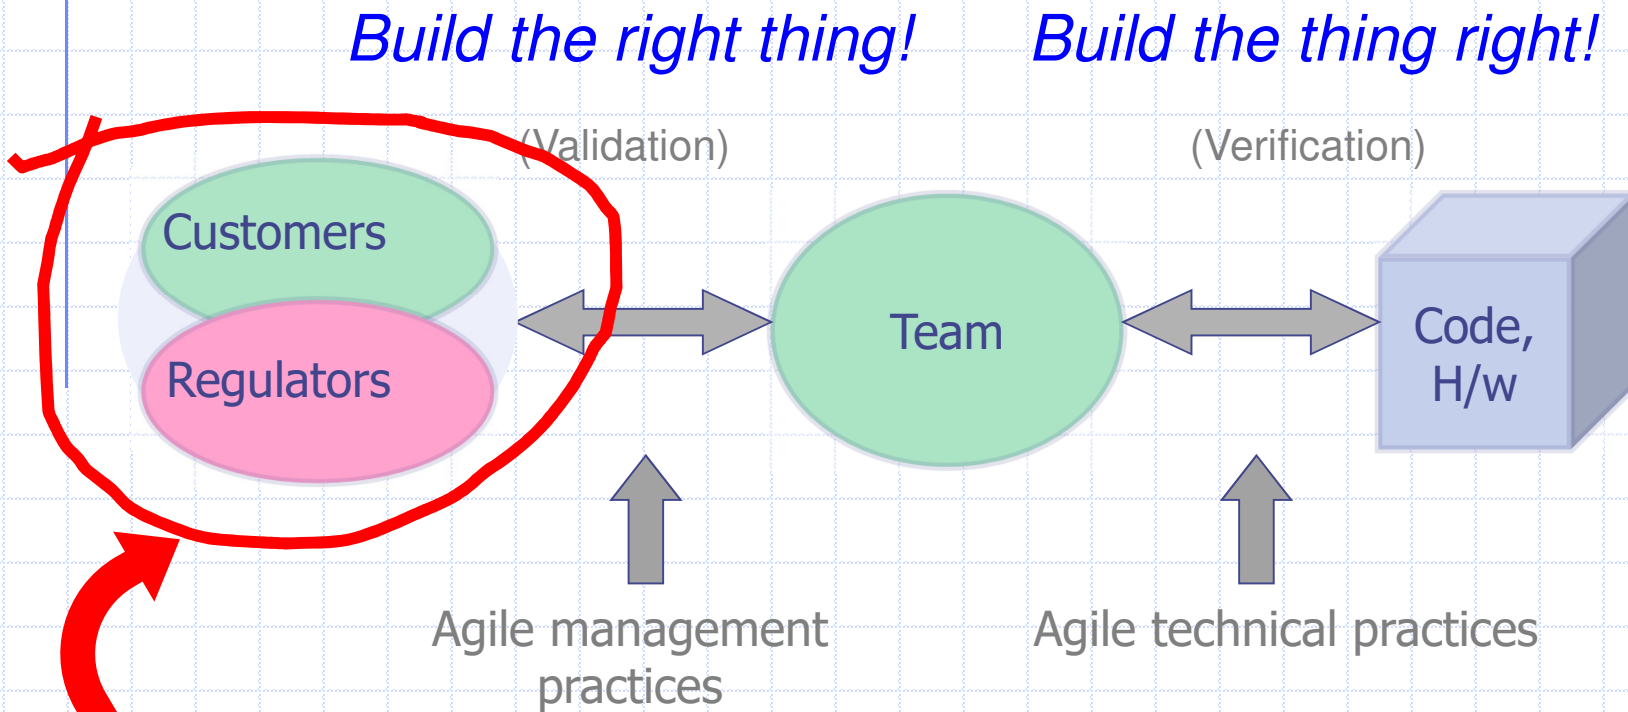 Build the right thing!
Build the thing right!
(Validation)
(Verification)
Customers
Regulators
Team
Code,
H/w
Agile management
practices
Agile technical practices